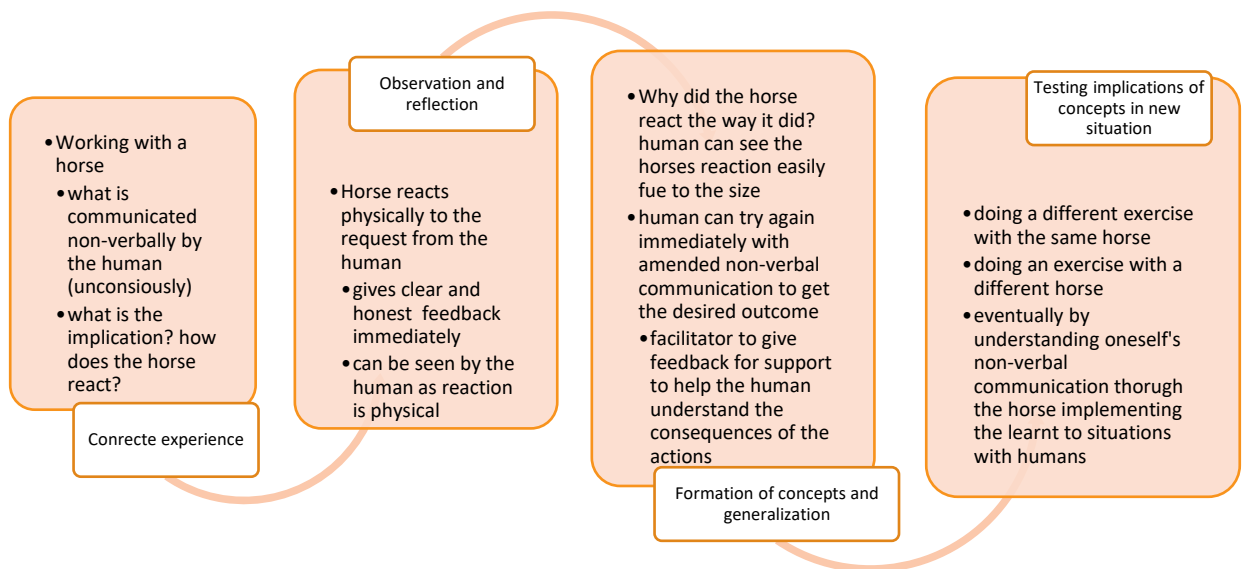 •Working with a
horse
•what is
communicated
non-verbally by
the human
(unconsiously)
•what is the
implication? how
does the horse
react?
Conrecte experience
Observation and
reflection
•Horse reacts
physically to the
request from the
human
•gives clear and
honest feedback
immediately
•can be seen by the
human as reaction
is physical
•Why did the horse
react the way it did?
human can see the
horses reaction easily
fue to the size
•human can try again
immediately with
amended non-verbal
communication to get
the desired outcome
•facilitator to give
feedback for support
to help the human
understand the
consequences of the
actions
Formation of concepts and
generalization
Testing implications of
concepts in new
situation
•doing a different exercise
with the same horse
•doing an exercise with a
different horse
•eventually by
understanding oneself's
non-verbal
communication thorugh
the horse implementing
the learnt to situations
with humans